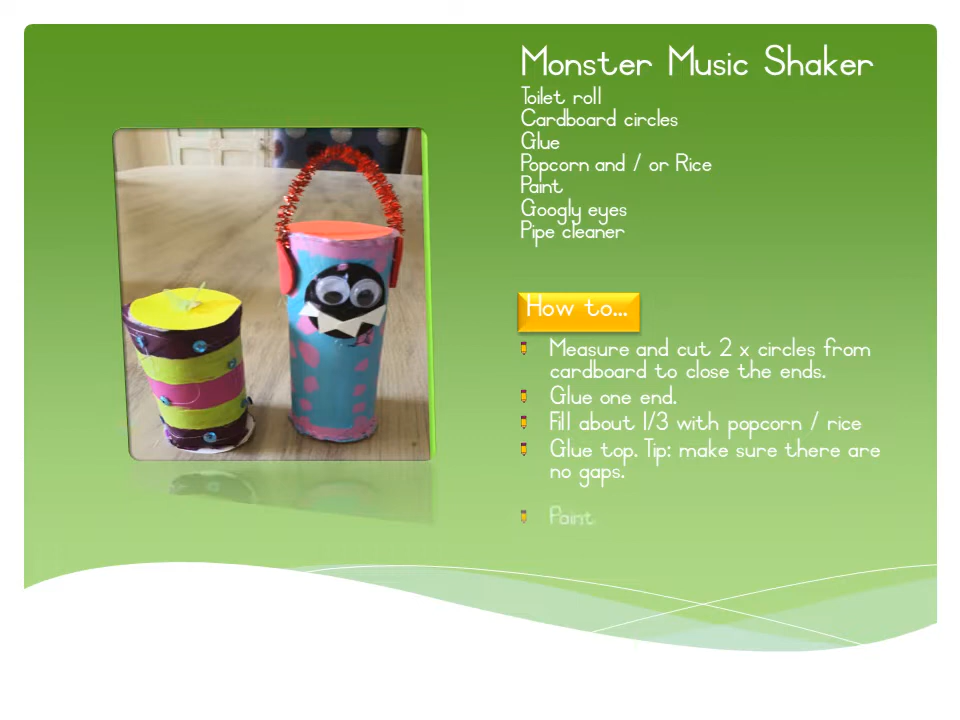 Monster Music Shaker
Toilet roll
Cardboard circles
Glue
Popcorn and / or Rice
Paint
Googly eyes
Pipe cleaner
How to...
Measure and cut 2 x circles from
cardboard to close the ends.
Glue one end.
Fill about 1/3 with popcorn / rice
Glue top. Tip: make sure there are
no gaps.
Paint